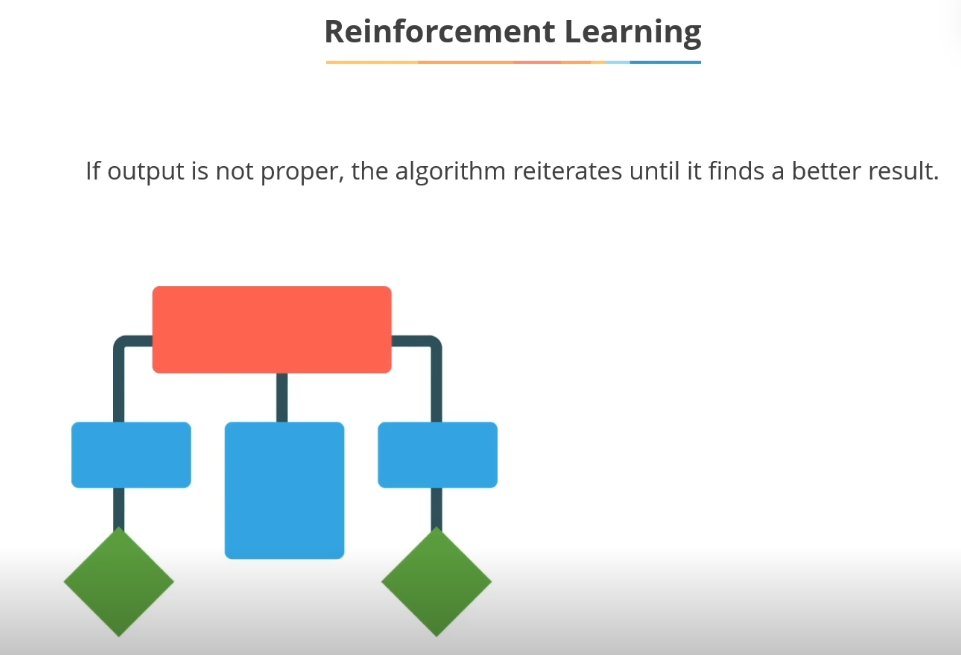 Reinforcement Learning
If output is not proper, the algorithm reiterates until it finds a better result.